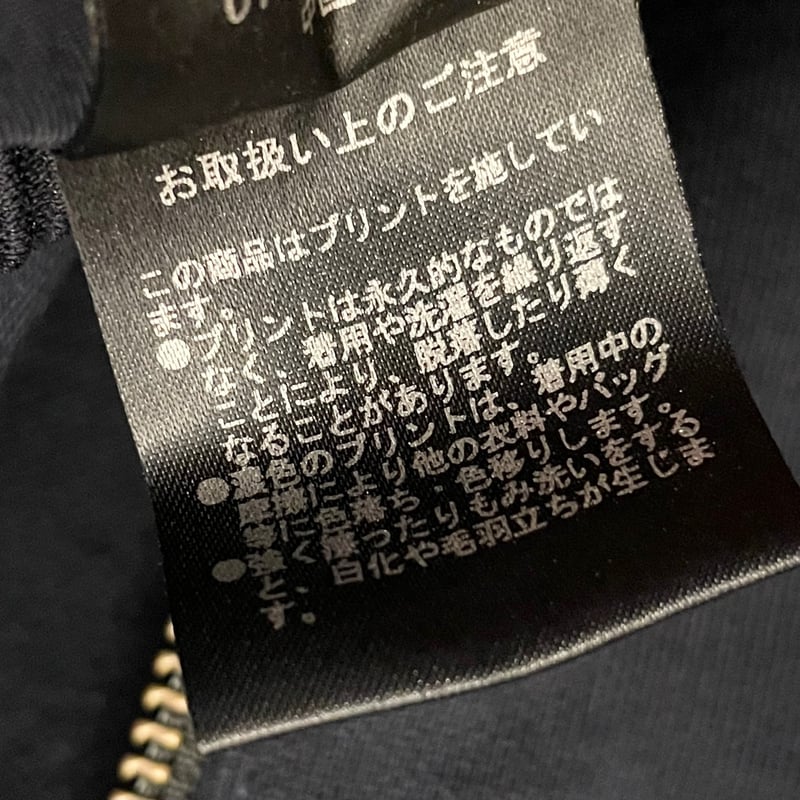 お取扱い上のご注意
この商品はプリントを施してい
ます。
●プリントは永久的なものでは
なく、着用や洗濯を繰り返す
ことにより、脱落したり薄く
なることがあります。
●濃色のプリントは、着用中の
摩擦により他の衣料やバッグ
等に色落ち・色移りします。
●強く擦ったりもみ洗いをする
と、白化や毛羽立ちが生じま
す。